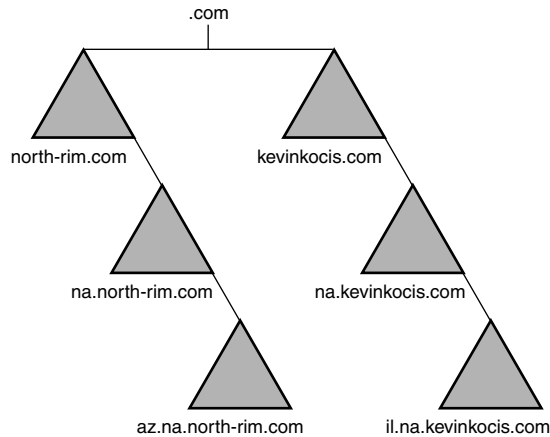 .com
north-rim.com
kevinkocis.com
na.north-rim.com
na.kevinkocis.com
az.na.north-rim.com
il.na.kevinkocis.com